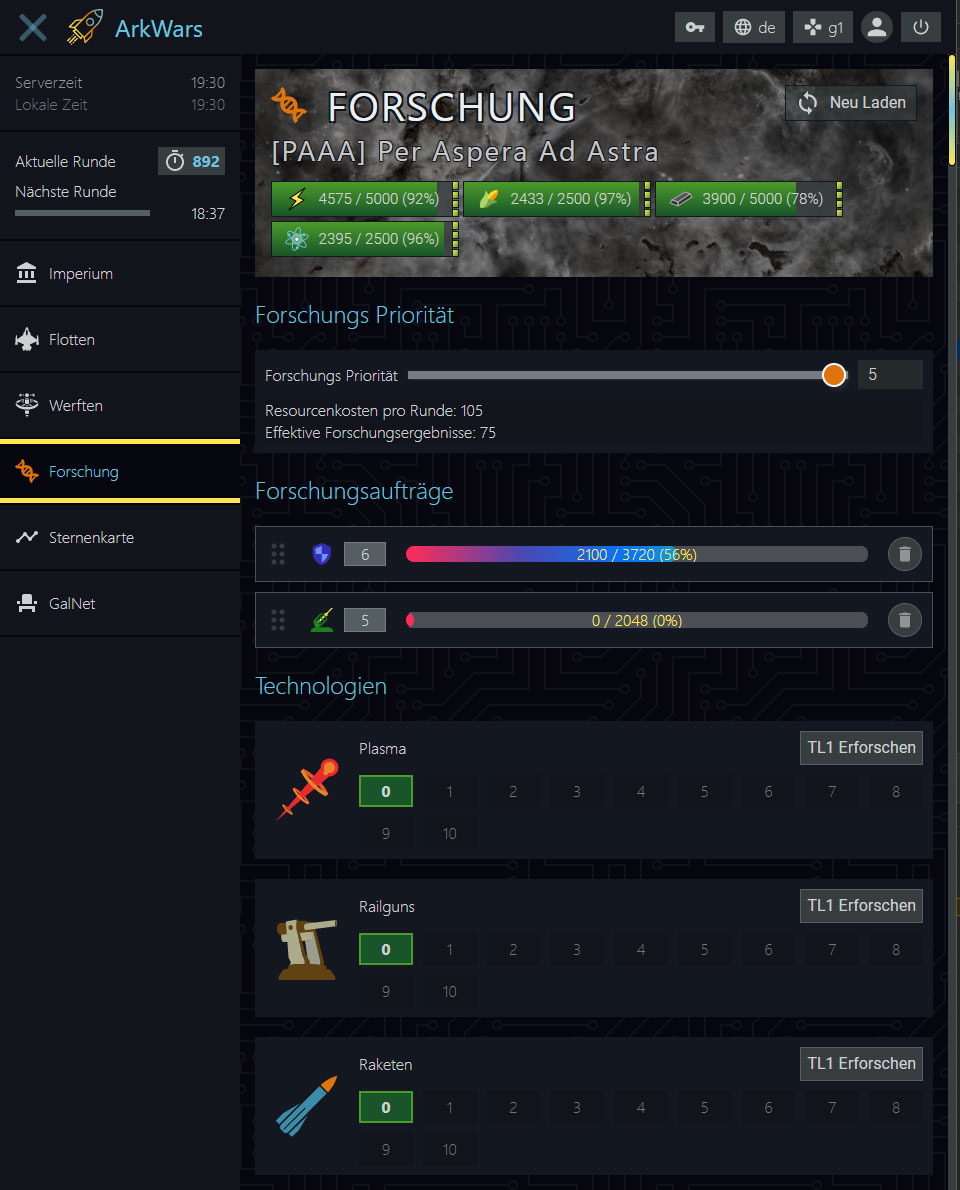 ArkWars
de
g1
Serverzeit 19:30
Lokale Zeit 19:30
Aktuelle Runde 892
Nächste Runde
18:37
Imperium
Flotten
Werften
Forschung
Sternenkarte
GalNet
FORSCHUNG
Neu Laden
[PAAA] Per Aspera Ad Astra
4575 / 5000 (92%) 2433 / 2500 (97%) 3900 / 5000 (78%)
2395 / 2500 (96%)
Forschungs Priorität
Forschungs Priorität 5
Resourcenkosten pro Runde: 105
Effektive Forschungsergebnisse: 75
Forschungsaufträge
6 2100 / 3720 (56%)
5 0 / 2048 (0%)
Technologien
Plasma TL1 Erforschen
0 1 2 3 4 5 6 7 8
9 10
Railguns TL1 Erforschen
0 1 2 3 4 5 6 7 8
9 10
Raketen TL1 Erforschen
0 1 2 3 4 5 6 7 8
9 10